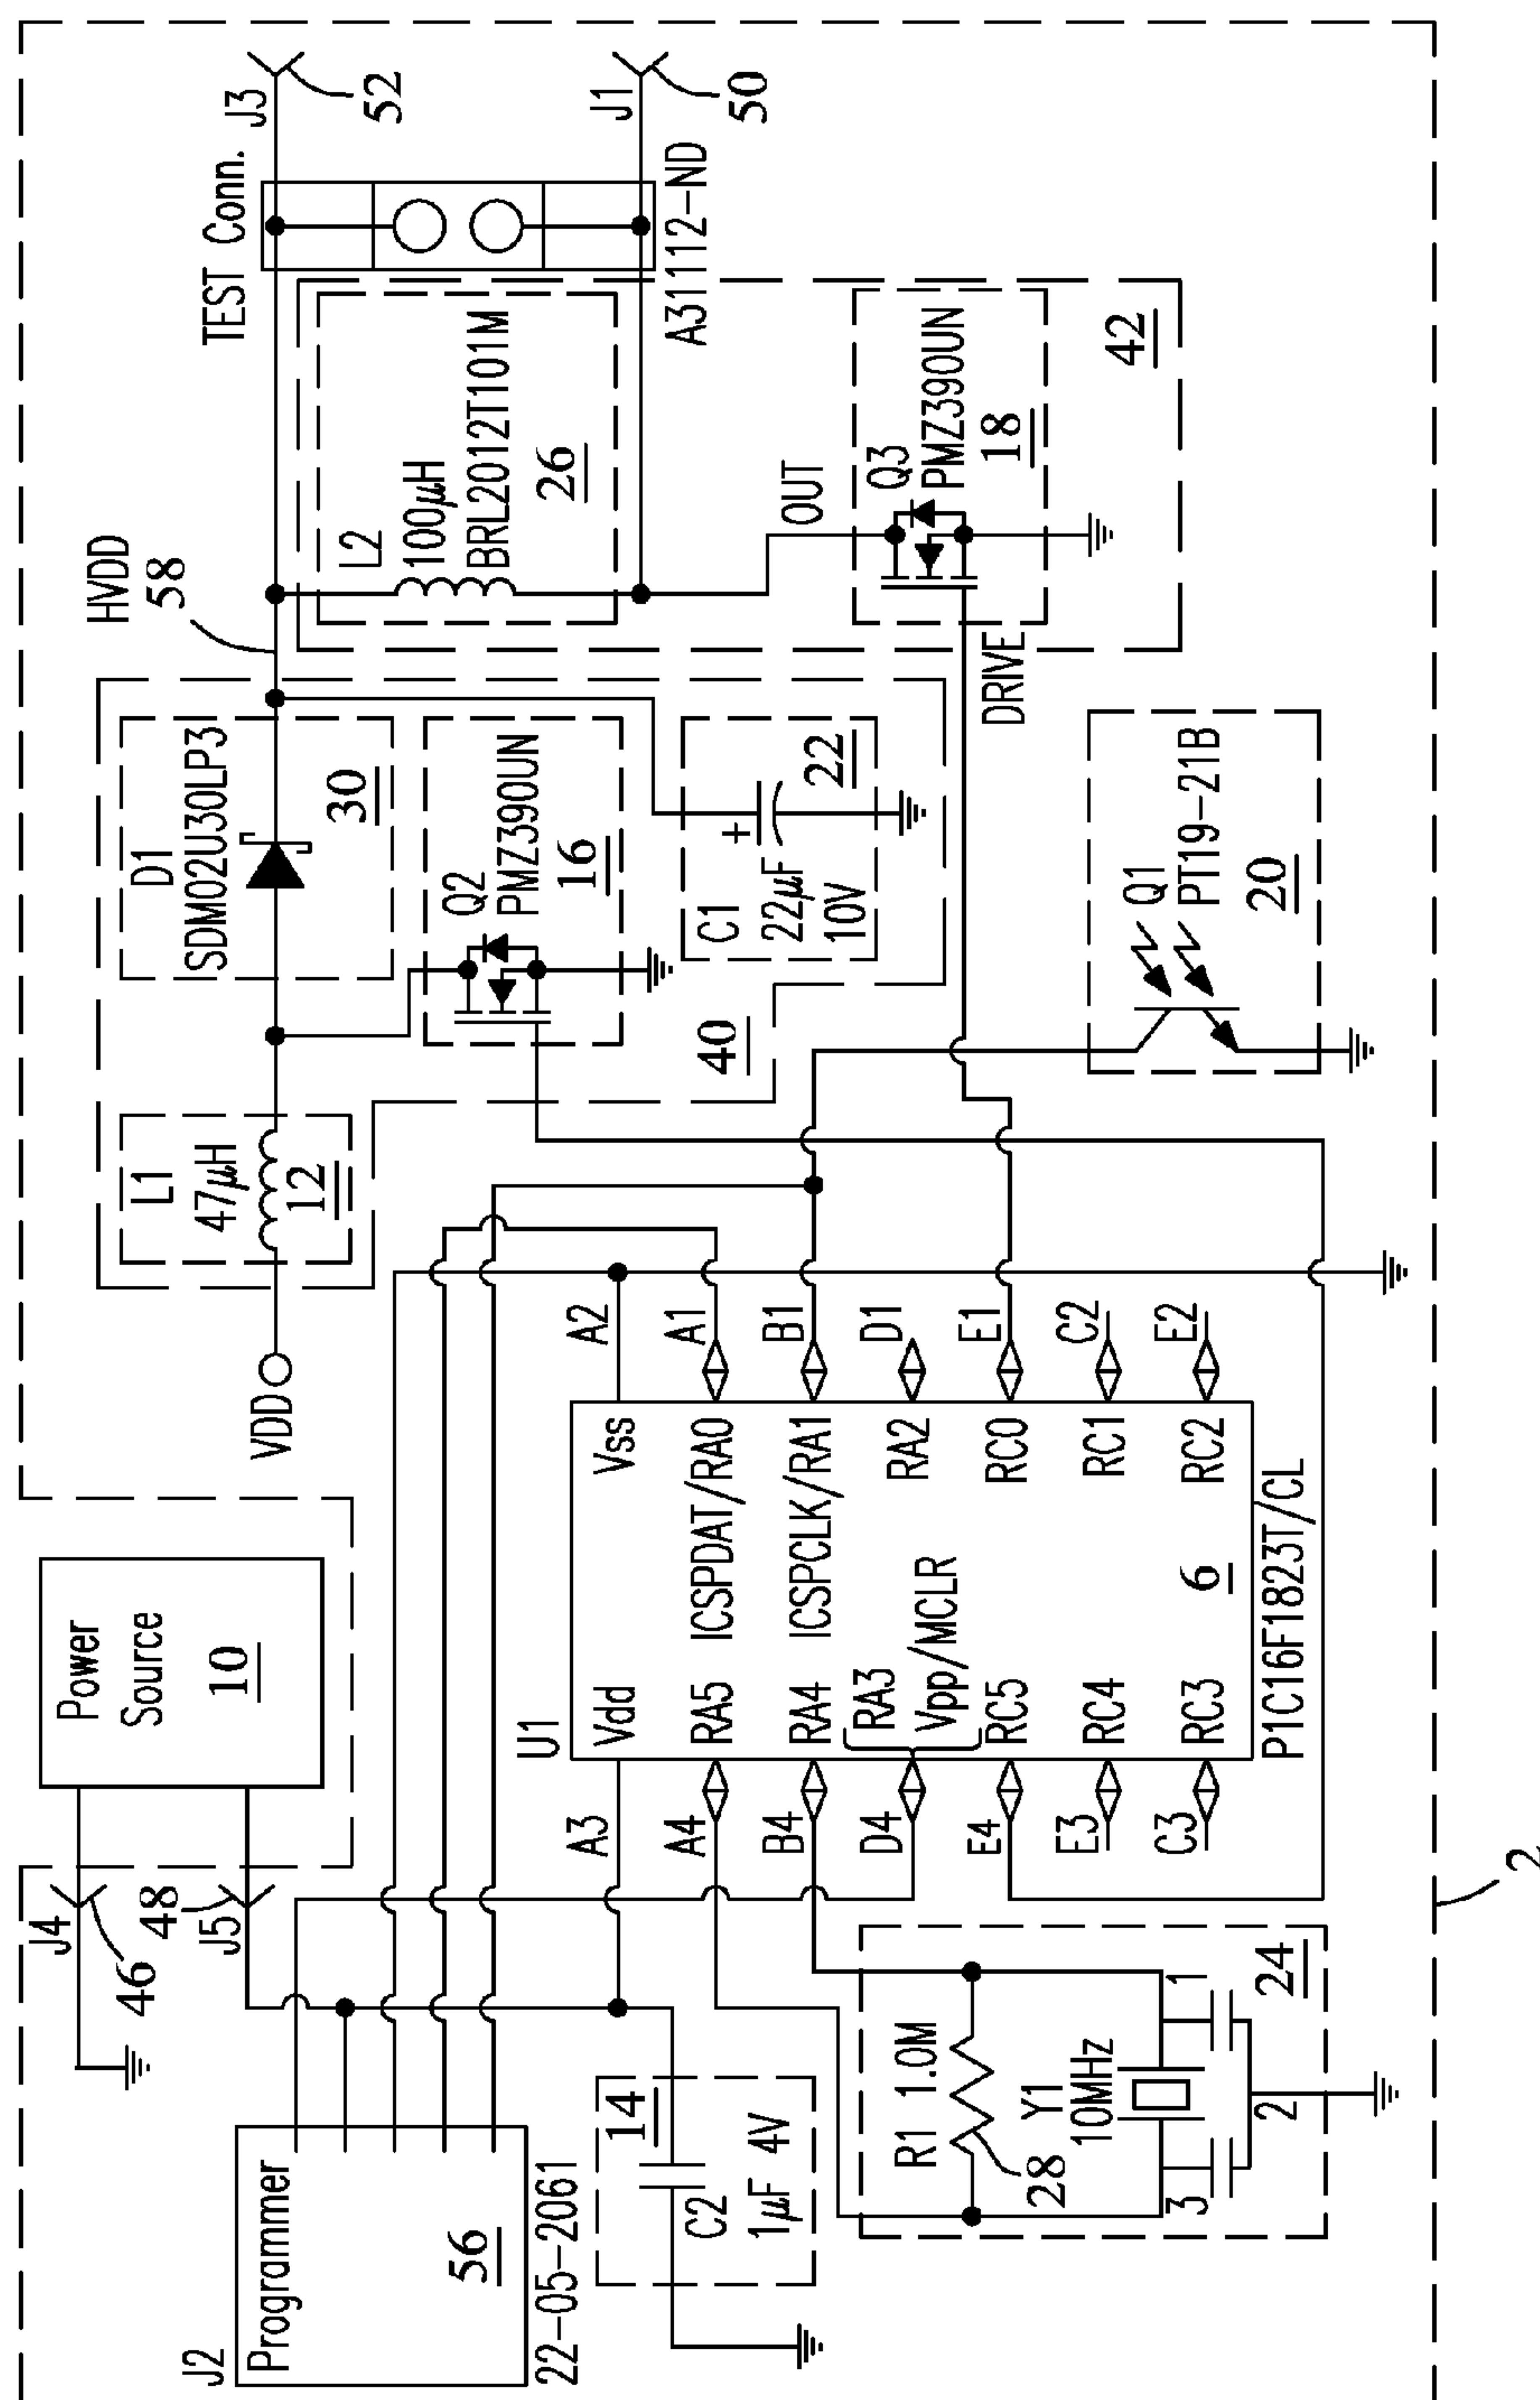 J2
Programmer
56
22-05-2061
J4
46
48
J5
Power
Source
10
VDD
L1
47μH
12
D1
SDM02U30LP3
30
HVDD
58
TEST Conn.
J3
52
J1
50
A31112-ND
Q2
PMZ390UN
16
L2
100μH
BRL2012T101M
26
C1
22μF
10V
+
22
40
OUT
Q3
PMZ390UN
18
42
DRIVE
Q1
PT19-21B
20
14
C2
1μF 4V
R1 1.0M
28
Y1
10MHz
3
2
1
24
U1
A3
Vdd
Vss
A2
A4
RA5
ICSPDAT/RA0
A1
B4
RA4
ICSPCLK/RA1
B1
D4
RA3
Vpp/MCLR
RA2
D1
E4
RC5
RC0
E1
E3
RC4
RC1
C2
C3
RC3
RC2
E2
6
P1C16F1823T/CL
2